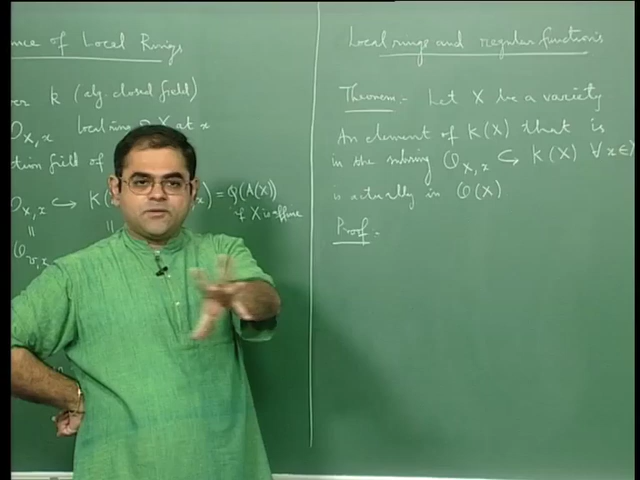 nce of Local Rings
er k (alg. closed field)
O_{X,x} local ring of X at x
ction field of
O_{X,x} ↪ K( x) = Q(A(X))
if X is affine
||
||
O_{V,x}
Local rings and regular functions
Theorem :- Let X be a variety
An element of K(X) that is
in the subring O_{X,x} ↪ K(X) ∀ x ∈
is actually in O(X)
Proof :-